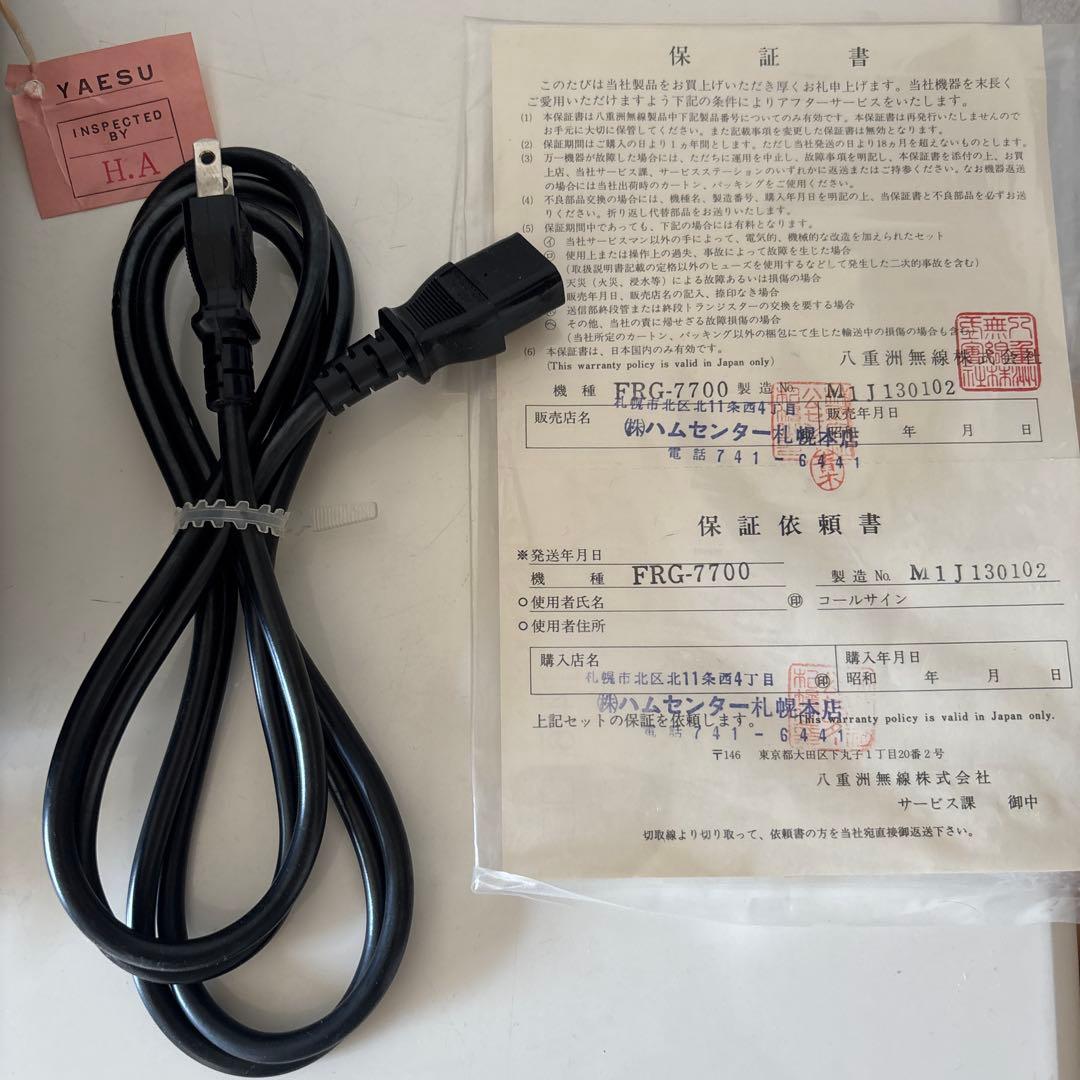 YAESU
INSPECTED
BY
H.A
保証書
このたびは当社製品をお買上げいただき厚くお礼申上げます。当社機器を末長く
ご愛用いただけますよう下記の条件によりアフターサービスをいたします。
(1) 本保証書は八重洲無線製品中下記製品番号についてのみ有効です。本保証書は再発行いたしませんので
お手元に大切に保管してください。また記載事項を変更した保証書は無効となります。
(2) 保証期間はご購入の日より1ヵ年間とします。ただし当社発送の日より18ヵ月を超えないものとします。
(3) 万一機器が故障した場合には、ただちに運用を中止し、故障事項を明記し、本保証書を添付の上、お買
上店、当社サービス課、サービスステーションのいずれかに返送またはご持参ください。なお機器返送
の場合には当社出荷時のカートン、パッキングをご使用ください。
(4) 不良部品交換の場合には、機種名、製造番号、購入年月日を明記の上、当保証書と不良部品を必ずお送
りください。折り返し代替部品をお送りいたします。
(5) 保証期間中であっても、下記の場合には有料となります。
㋑ 当社サービスマン以外の手によって、電気的、機械的な改造を加えられたセット
㋺ 使用上または操作上の過失、事故によって故障を生じた場合
(取扱説明書記載の定格以外のヒューズを使用するなどして発生した二次的事故を含む)
天災(火災、浸水等)による故障あるいは損傷の場合
販売年月日、販売店名の記入、捺印なき場合
送信部終段管または終段トランジスターの交換を要する場合
㋬ その他、当社の責に帰せざる故障損傷の場合
(当社所定のカートン、パッキング以外の梱包にて生じた輸送中の損傷の場合も含む)
(6) 本保証書は、日本国内のみ有効です。
(This warranty policy is valid in Japan only)
八重洲無線株式会社
機種 FRG-7700 製造No. M1J130102
販売店名
札幌市北区北11条西4丁目
㈱ハムセンター札幌本店
電話741-6441
販売年月日
昭和 年 月 日
保証依頼書
※発送年月日
機種 FRG-7700 製造No. M1J130102
○使用者氏名 ㊞ コールサイン
○使用者住所
購入店名
札幌市北区北11条西4丁目 ㊞
㈱ハムセンター札幌本店
電話741-6441
購入年月日
昭和 年 月 日
上記セットの保証を依頼します。 This warranty policy is valid in Japan only.
〒146 東京都大田区下丸子1丁目20番2号
八重洲無線株式会社
サービス課 御中
切取線より切り取って、依頼書の方を当社宛直接御返送下さい。